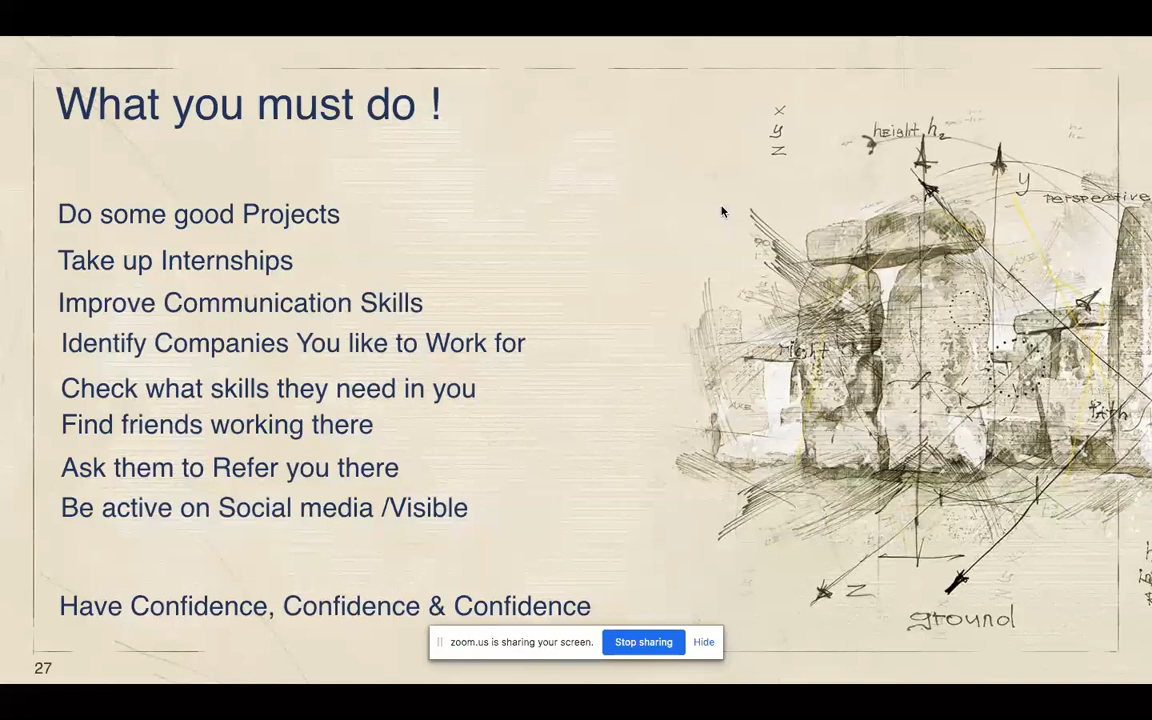 What you must do !
Do some good Projects
Take up Internships
Improve Communication Skills
Identify Companies You like to Work for
Check what skills they need in you
Find friends working there
Ask them to Refer you there
Be active on Social media /Visible
Have Confidence, Confidence & Confidence
zoom.us is sharing your screen. Stop sharing Hide
27
x
y
z
height h2
y
perspective
path
z
ground